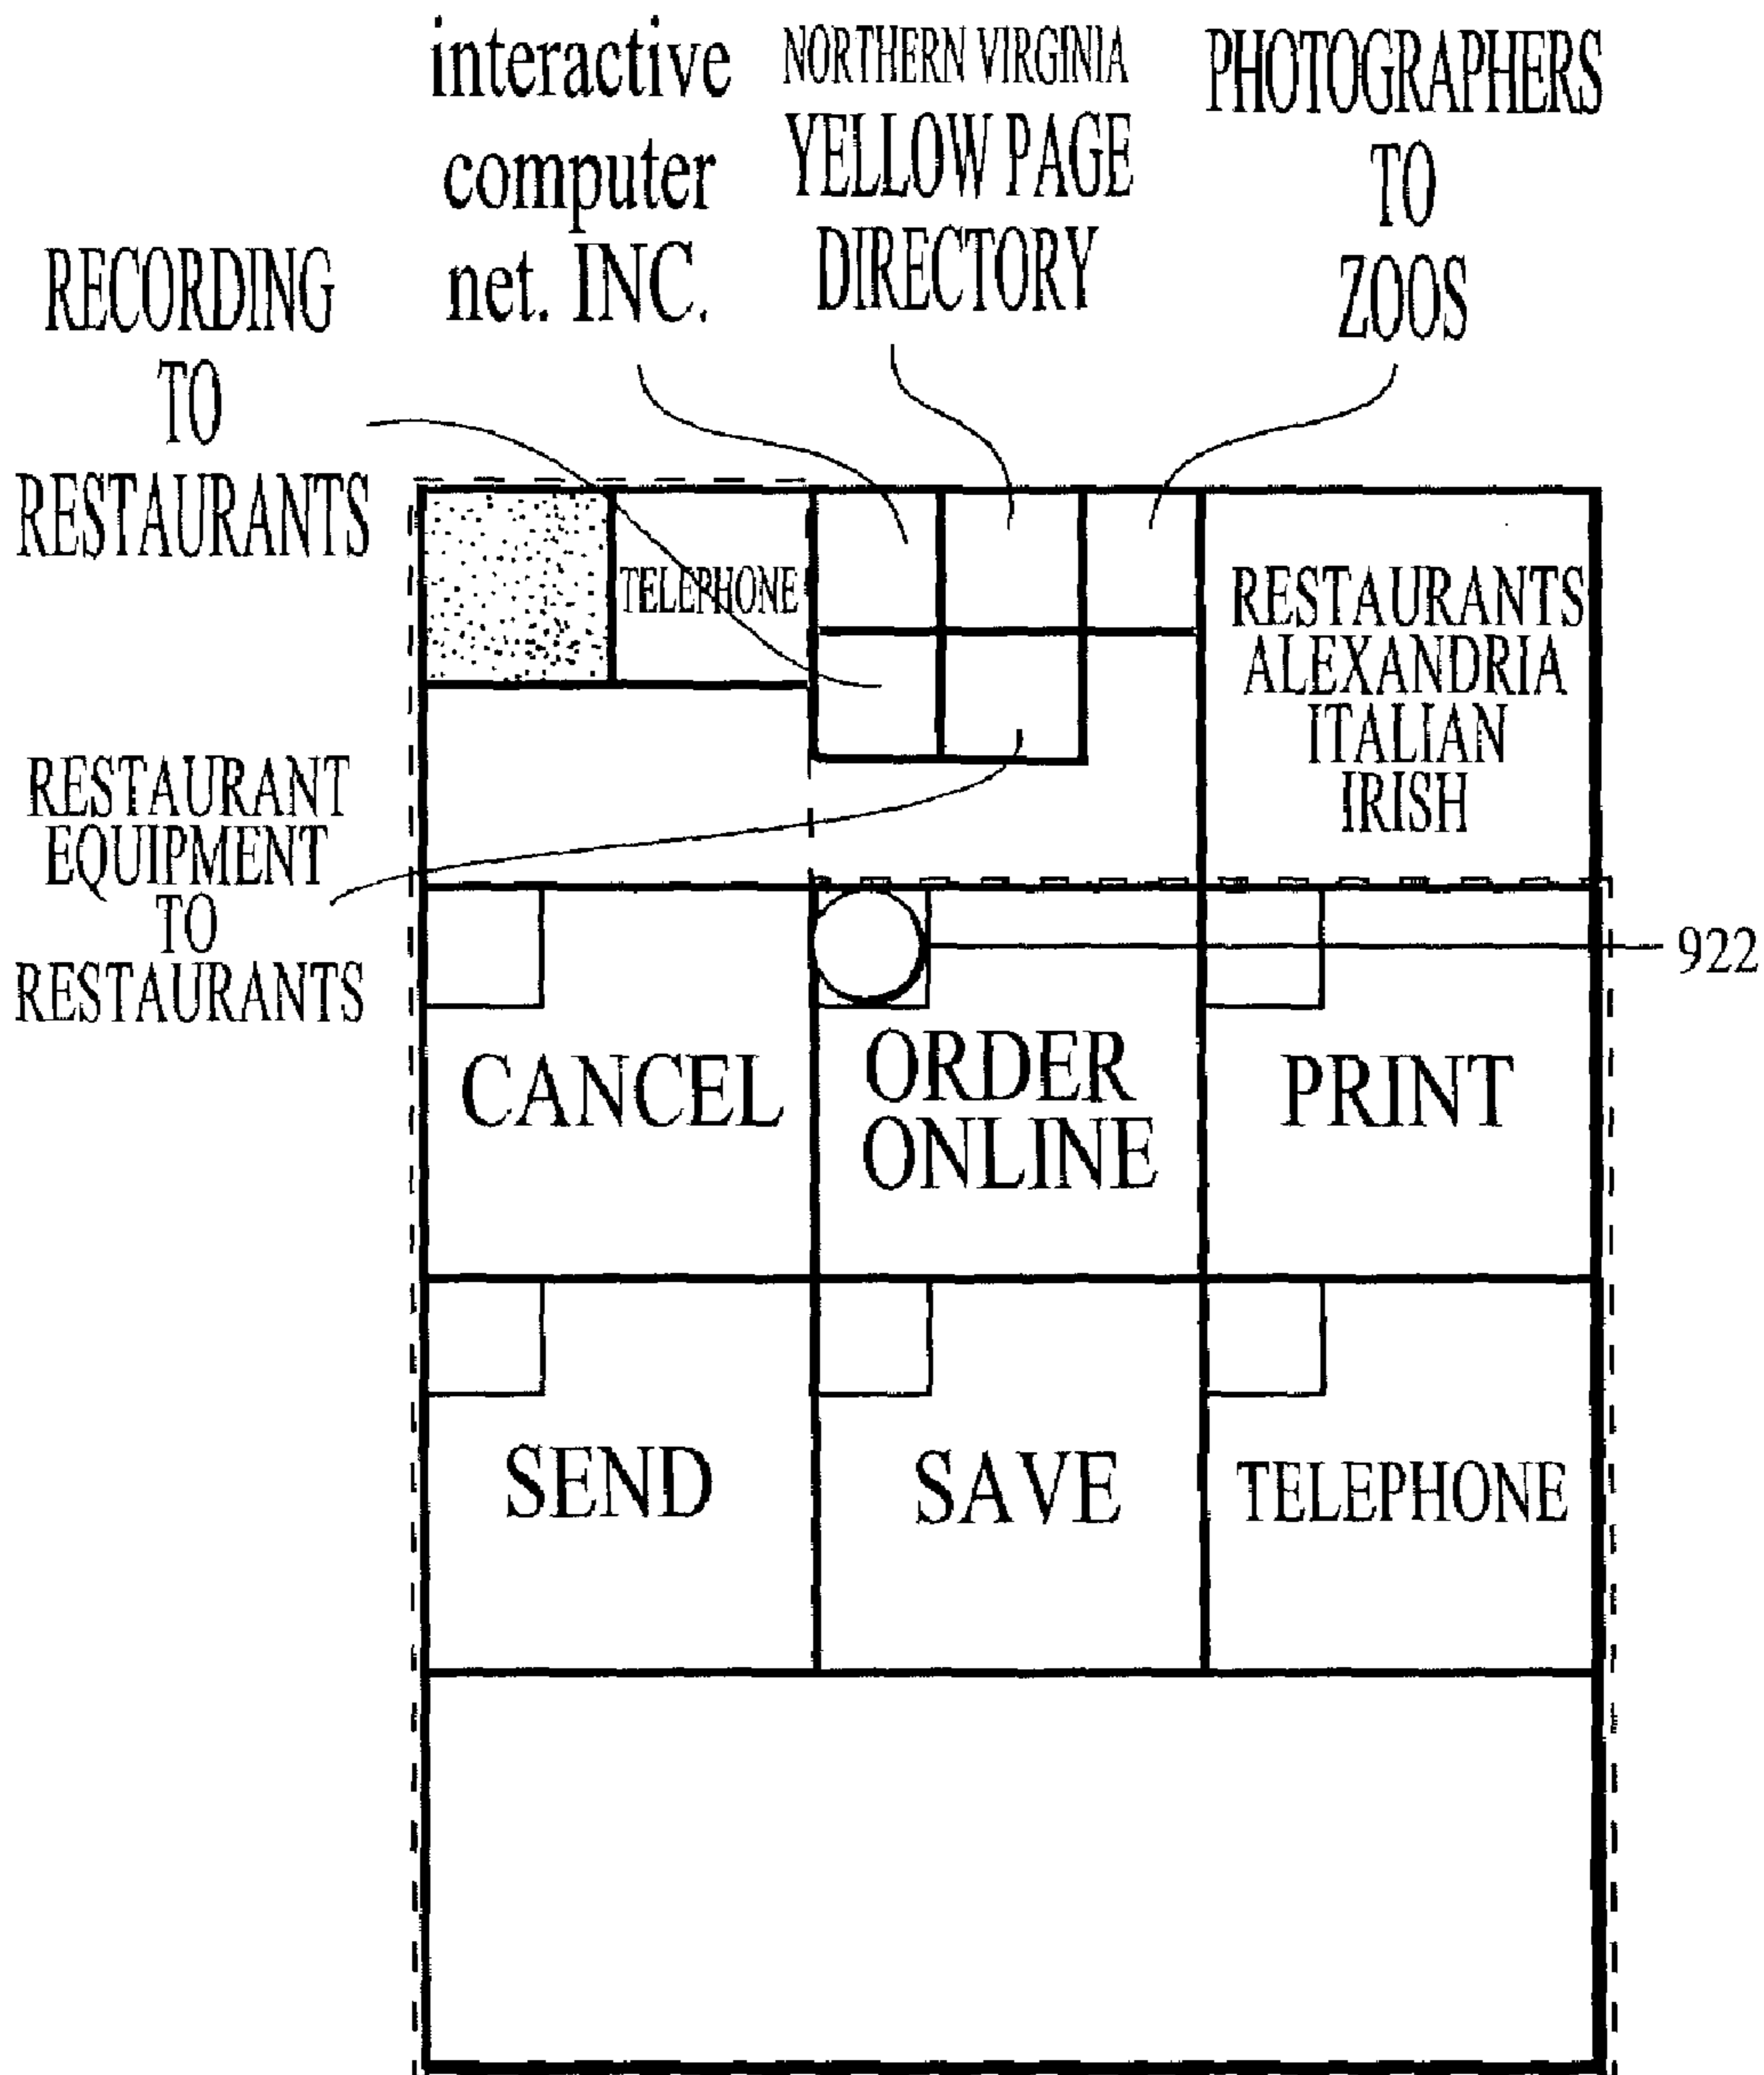 interactive
computer
net. INC.
NORTHERN VIRGINIA
YELLOW PAGE
DIRECTORY
PHOTOGRAPHERS
TO
ZOOS
RECORDING
TO
RESTAURANTS
TELEPHONE
RESTAURANTS
ALEXANDRIA
ITALIAN
IRISH
RESTAURANT
EQUIPMENT
TO
RESTAURANTS
922
CANCEL
ORDER
ONLINE
PRINT
SEND
SAVE
TELEPHONE